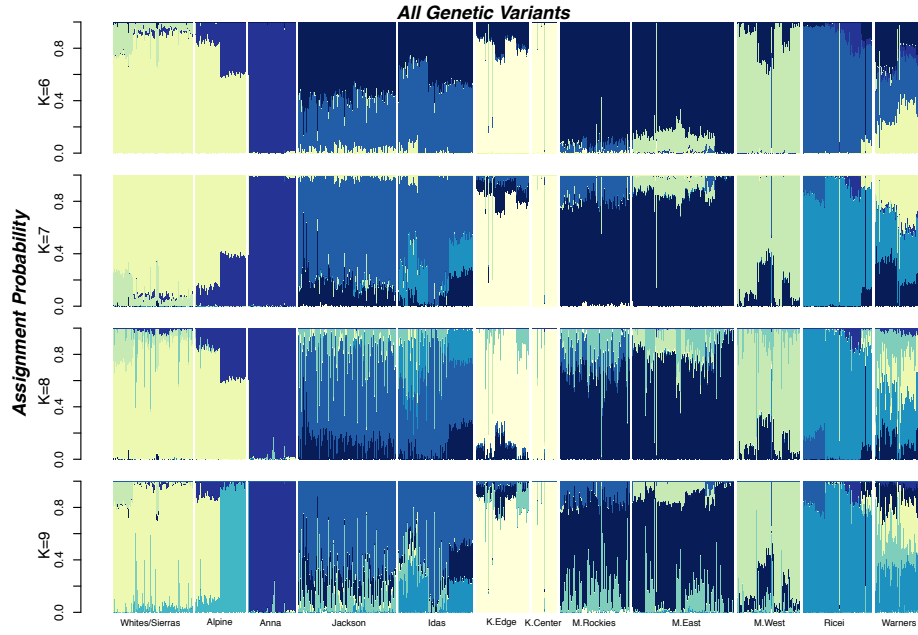 All Genetic Variants
Assignment Probability
K=6
0.0 0.4 0.8
K=7
0.0 0.4 0.8
K=8
0.0 0.4 0.8
K=9
0.0 0.4 0.8
Whites/Sierras Alpine Anna Jackson Idas K.Edge K.Center M.Rockies M.East M.West Ricei Warners